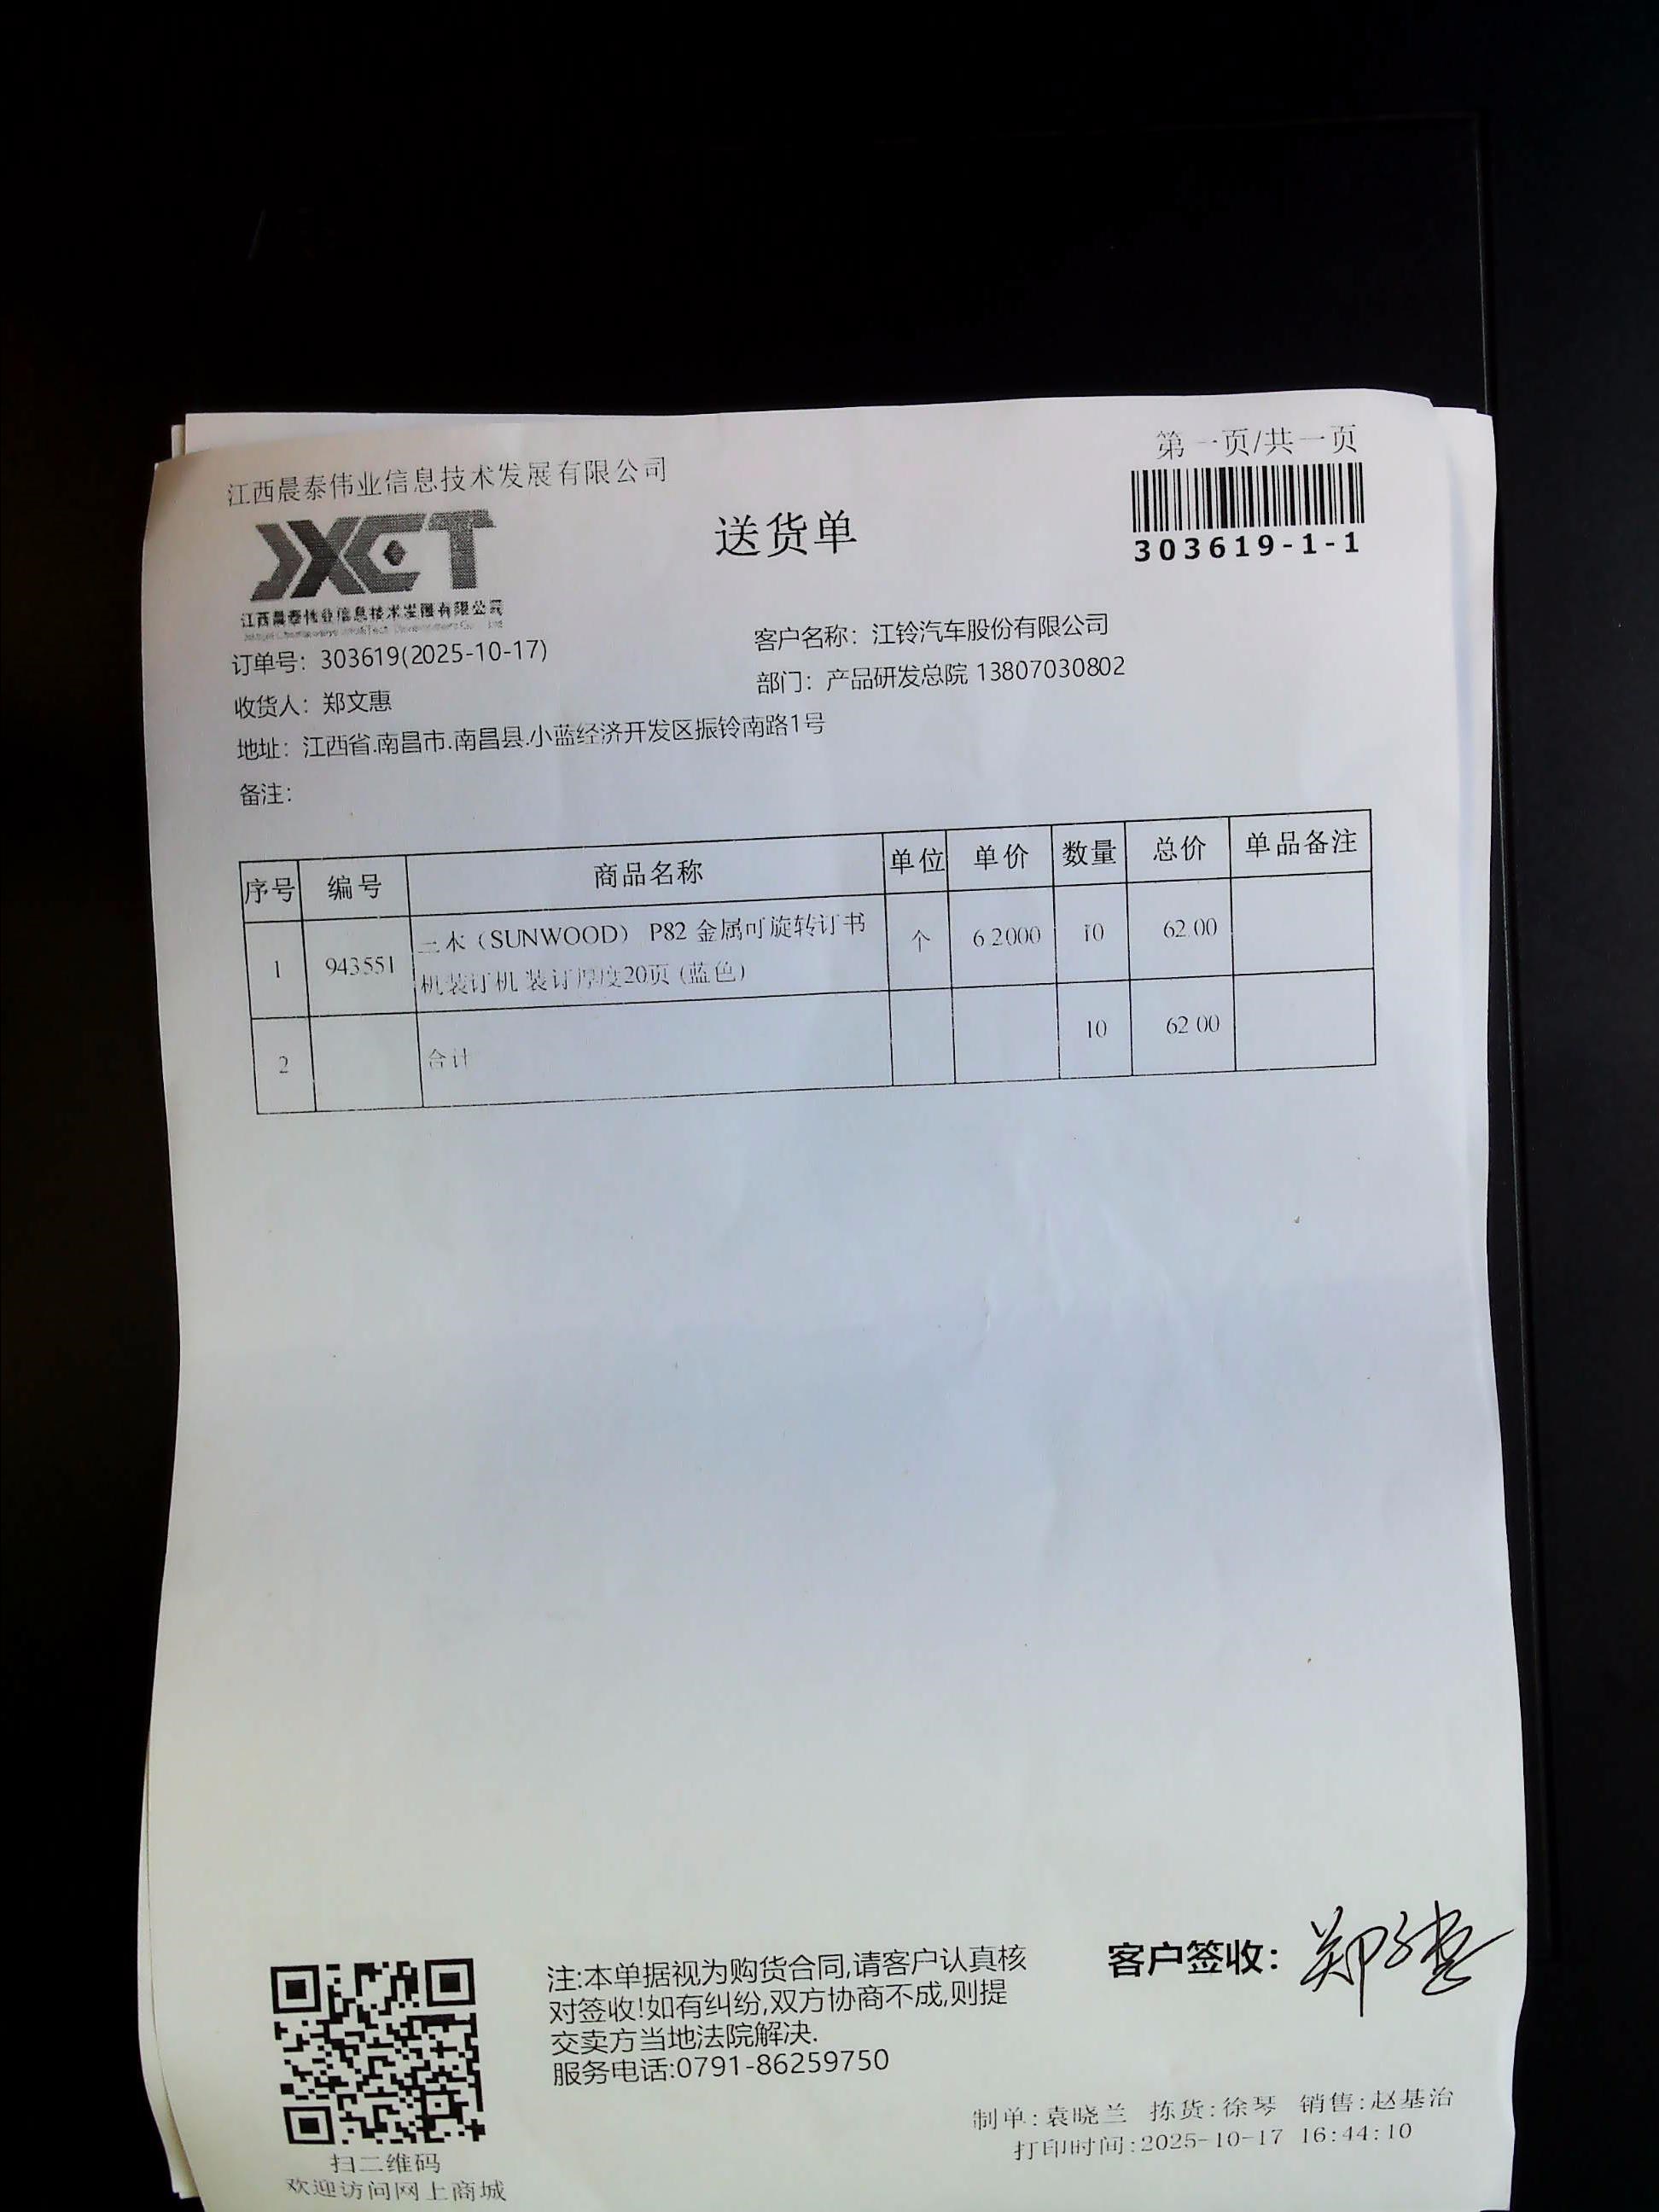 第一页/共一页
江西晨泰伟业信息技术发展有限公司
JXCT
送货单
303619-1-1
江西晨泰伟业信息技术发展有限公司
订单号：303619(2025-10-17)
客户名称：江铃汽车股份有限公司
收货人：郑文惠
部门：产品研发总院 13807030802
地址：江西省.南昌市.南昌县.小蓝经济开发区振铃南路1号
备注：
序号 编号 商品名称 单位 单价 数量 总价 单品备注
1 943551 三木（SUNWOOD） P82 金属可旋转订书 个 6.2000 10 62.00
机装订机 装订厚度20页 (蓝色)
2 合计 10 62.00
注:本单据视为购货合同,请客户认真核
对签收!如有纠纷,双方协商不成,则提
交卖方当地法院解决.
服务电话:0791-86259750
客户签收： 郑文惠
扫二维码
欢迎访问网上商城
制单:袁晓兰 拣货:徐琴 销售:赵基治
打印时间:2025-10-17 16:44:10